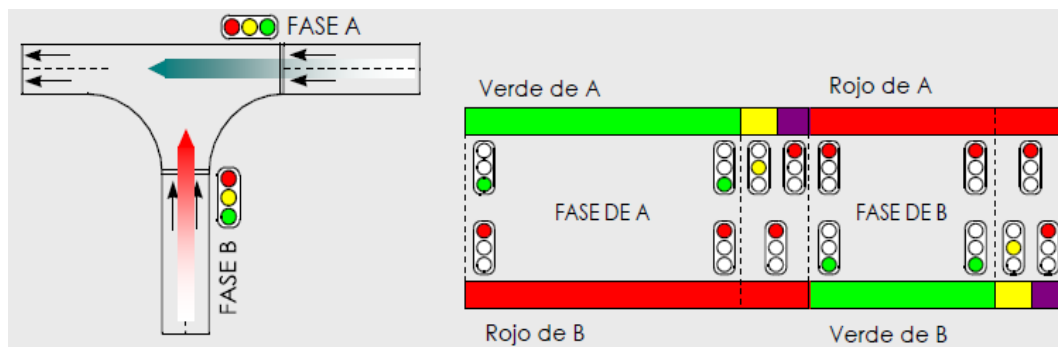 FASE A
FASE B
Verde de A
Rojo de A
FASE DE A
FASE DE B
Rojo de B
Verde de B